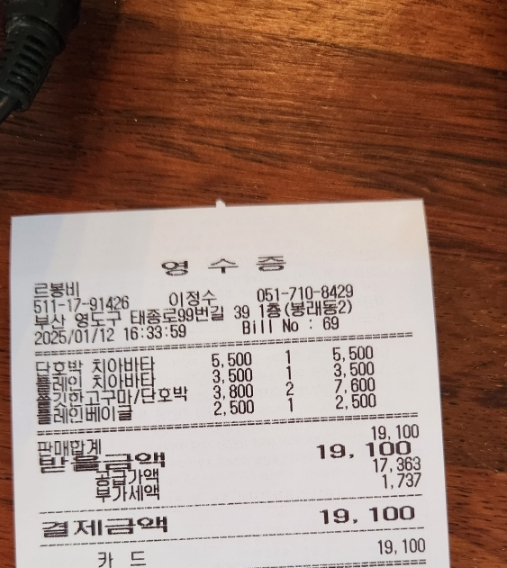 영 수 증
르봉비
511-17-91426 이정수 051-710-8429
부산 영도구 태종로99번길 39 1층(봉래동2)
2025/01/12 16:33:59 Bill No : 69
단호박 치아바타 5,500 1 5,500
플레인 치아바타 3,500 1 3,500
쫄깃한고구마/단호박 3,800 2 7,600
플레인베이글 2,500 1 2,500
판매합계 19,100
받을금액 19,100
공급가액 17,363
부가세액 1,737
결제금액 19,100
카 드 19,100